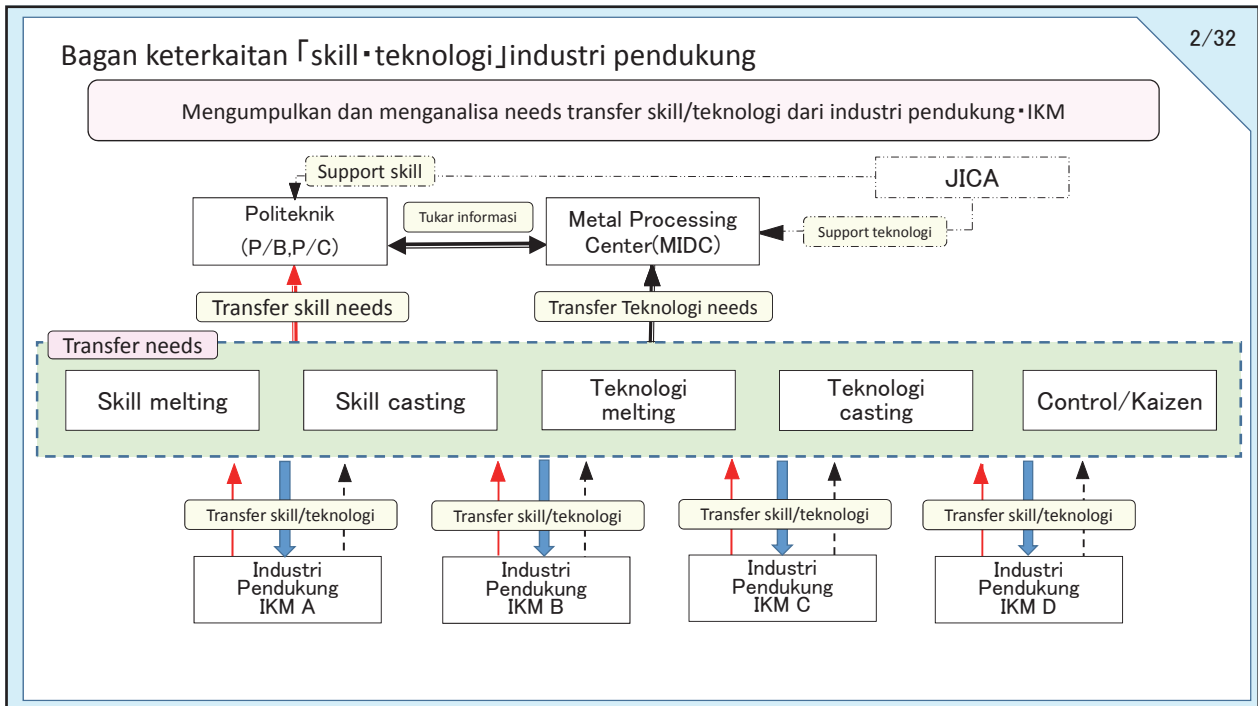 2/32
Bagan keterkaitan「skill･teknologi」industri pendukung
Mengumpulkan dan menganalisa needs transfer skill/teknologi dari industri pendukung･IKM
Support skill
JICA
Politeknik
(P/B,P/C)
Tukar informasi
Metal Processing
Center(MIDC)
Support teknologi
Transfer skill needs
Transfer Teknologi needs
Transfer needs
Skill melting
Skill casting
Teknologi
melting
Teknologi
casting
Control/Kaizen
Transfer skill/teknologi
Transfer skill/teknologi
Transfer skill/teknologi
Transfer skill/teknologi
Industri
Pendukung
IKM A
Industri
Pendukung
IKM B
Industri
Pendukung
IKM C
Industri
Pendukung
IKM D